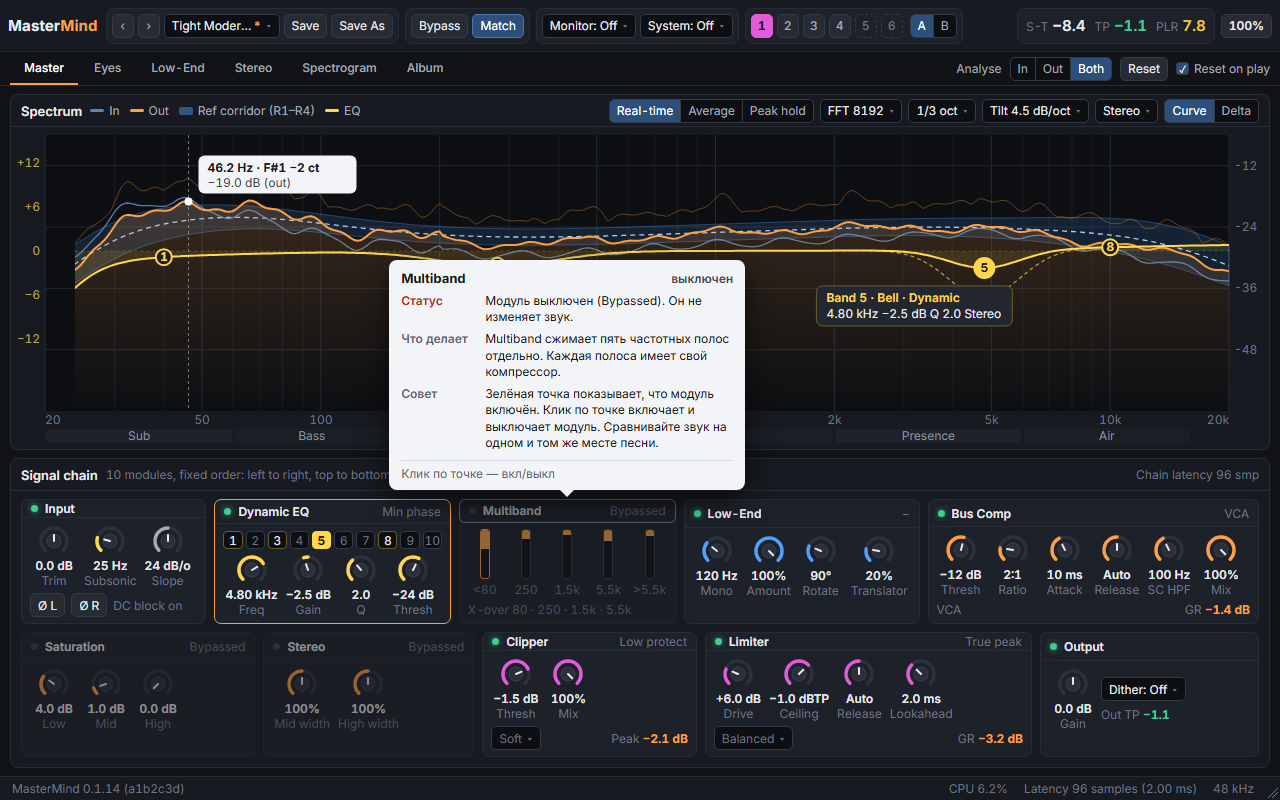 MasterMind ‹ › Tight Moder... * Save Save As Bypass Match Monitor: Off System: Off 1 2 3 4 5 6 A B S-T −8.4 TP −1.1 PLR 7.8 100%
Master Eyes Low-End Stereo Spectrogram Album Analyse In Out Both Reset Reset on play
Spectrum In Out Ref corridor (R1–R4) EQ Real-time Average Peak hold FFT 8192 1/3 oct Tilt 4.5 dB/oct Stereo Curve Delta
+12 −12
46.2 Hz · F#1 −2 ct
−19.0 dB (out)
+6 −24
0
1 5 8
−6 −36
Band 5 · Bell · Dynamic
4.80 kHz −2.5 dB Q 2.0 Stereo
−12 −48
20 50 100 2k 5k 10k 20k
Sub Bass Presence Air
Multiband выключен
Статус Модуль выключен (Bypassed). Он не
изменяет звук.
Что делает Multiband сжимает пять частотных полос
отдельно. Каждая полоса имеет свой
компрессор.
Совет Зелёная точка показывает, что модуль
включён. Клик по точке включает и
выключает модуль. Сравнивайте звук на
одном и том же месте песни.
Клик по точке — вкл/выкл
Signal chain 10 modules, fixed order: left to right, top to bottom Chain latency 96 smp
Input
0.0 dB 25 Hz 24 dB/o
Trim Subsonic Slope
Ø L Ø R DC block on
Dynamic EQ Min phase
1 2 3 4 5 6 7 8 9 10
4.80 kHz −2.5 dB 2.0 −24 dB
Freq Gain Q Thresh
Multiband Bypassed
<80 250 1.5k 5.5k >5.5k
X-over 80 · 250 · 1.5k · 5.5k
Low-End –
120 Hz 100% 90° 20%
Mono Amount Rotate Translator
Bus Comp VCA
−12 dB 2:1 10 ms Auto 100 Hz 100%
Thresh Ratio Attack Release SC HPF Mix
VCA GR −1.4 dB
Saturation Bypassed
4.0 dB 1.0 dB 0.0 dB
Low Mid High
Stereo Bypassed
100% 100%
Mid width High width
Clipper Low protect
−1.5 dB 100%
Thresh Mix
Soft Peak −2.1 dB
Limiter True peak
+6.0 dB −1.0 dBTP Auto 2.0 ms
Drive Ceiling Release Lookahead
Balanced GR −3.2 dB
Output
0.0 dB
Gain
Dither: Off
Out TP −1.1
MasterMind 0.1.14 (a1b2c3d) CPU 6.2% Latency 96 samples (2.00 ms) 48 kHz